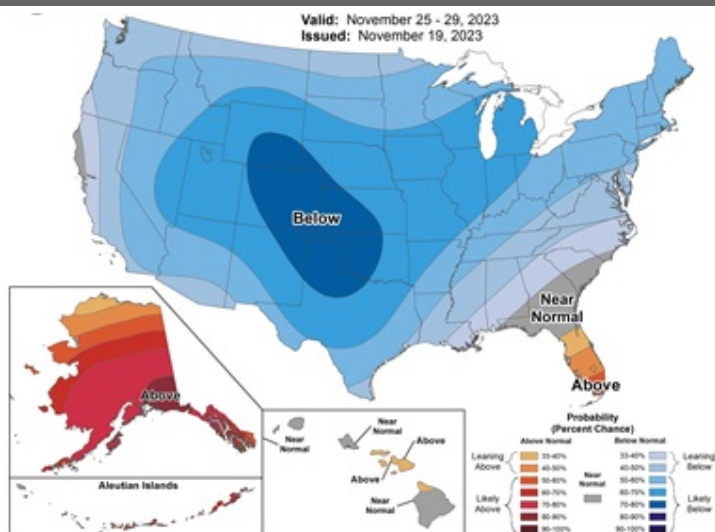 Valid: November 25 - 29, 2023
Issued: November 19, 2023
Below
Near
Normal
Above
Above
Aleutian Islands
Near
Normal
Near
Normal
Above
Above
Near
Normal
Probability
(Percent Chance)
Above Normal
Below Normal
Leaning
Above
33-40%
40-50%
50-60%
60-70%
70-80%
80-90%
90-100%
Likely
Above
Near
Normal
33-40%
40-50%
50-60%
60-70%
70-80%
80-90%
90-100%
Leaning
Below
Likely
Below